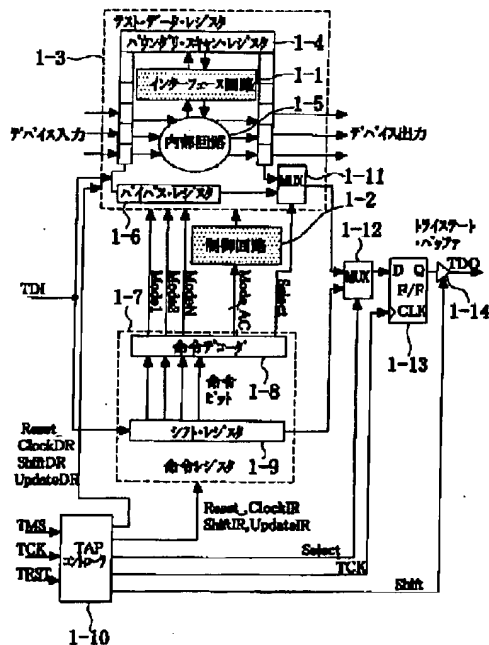 テスト・データ・レジスタ
バウンダリ・スキャン・レジスタ
1-4
1-3
インターフェース回路
1-1
1-5
デバイス入力
内部回路
デバイス出力
1-11
MUX
バイパス・レジスタ
1-6
1-2
制御回路
1-12
トライステート
・バッファ
MUX
D Q
F/F
CLK
TDO
1-14
1-13
TDI
Mode1
Mode2
ModeN
Mode_AC
Select
1-7
命令デコーダ
1-8
命令
ビット
シフト・レジスタ
1-9
命令レジスタ
Reset_
ClockDR
ShiftDR
UpdateDR
Reset_,ClockIR
ShiftIR,UpdateIR
TMS
TCK
TRST
TAP
コントローラ
1-10
Select
TCK
Shift